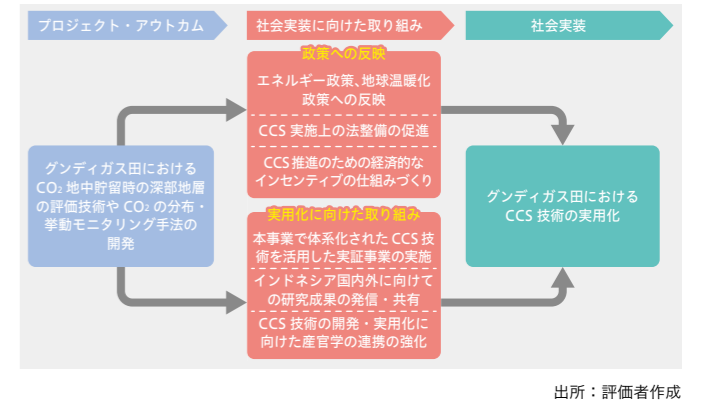 プロジェクト・アウトカム
社会実装に向けた取り組み
社会実装
グンディガス田における
CO2 地中貯留時の深部地層
の評価技術や CO2 の分布・
挙動モニタリング手法の
開発
政策への反映
エネルギー政策、地球温暖化
政策への反映
CCS 実施上の法整備の促進
CCS推進のための経済的な
インセンティブの仕組みづくり
実用化に向けた取り組み
本事業で体系化された CCS 技
術を活用した実証事業の実施
インドネシア国内外に向けて
の研究成果の発信・共有
CCS 技術の開発・実用化に
向けた産官学の連携の強化
グンディガス田における
CCS 技術の実用化
出所：評価者作成